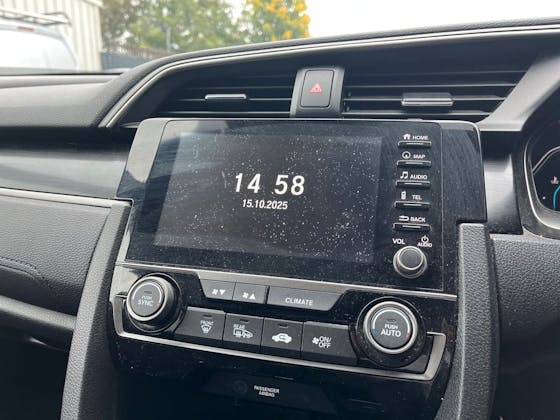 14 58
15.10.2025
HOME
MAP
AUDIO
TEL
BACK
VOL
AUDIO
CLIMATE
PUSH
SYNC
FRONT
REAR
ON/
OFF
PUSH
AUTO
PASSENGER
AIRBAG